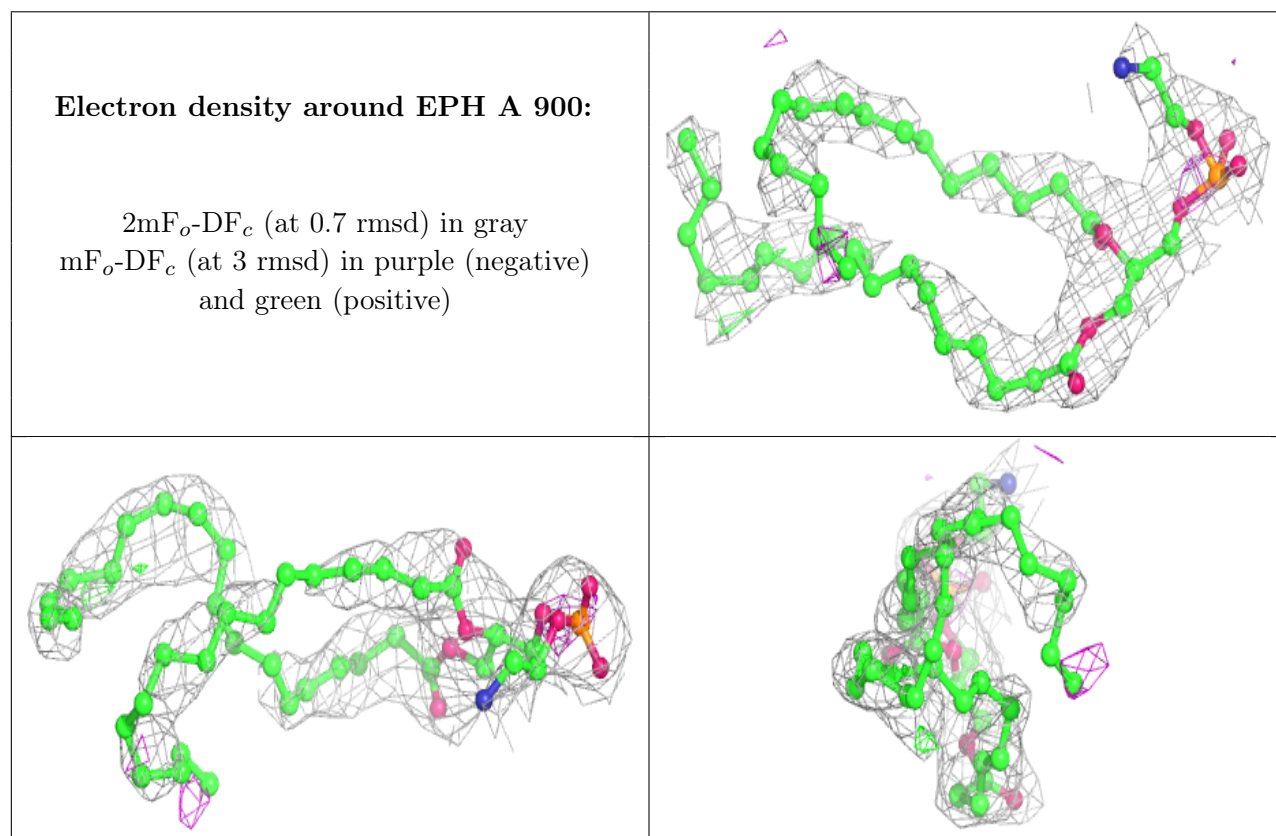 Electron density around EPH A 900:
2mFo-DFc (at 0.7 rmsd) in gray
mFo-DFc (at 3 rmsd) in purple (negative)
and green (positive)